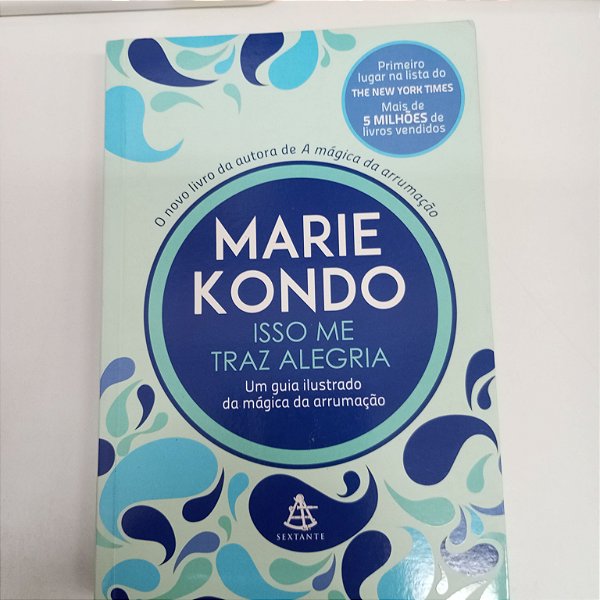 Primeiro
lugar na lista do
THE NEW YORK TIMES
Mais de
5 MILHÕES de
livros vendidos
O novo livro da autora de A mágica da arrumação
MARIE
KONDO
ISSO ME
TRAZ ALEGRIA
Um guia ilustrado
da mágica da arrumação
SEXTANTE